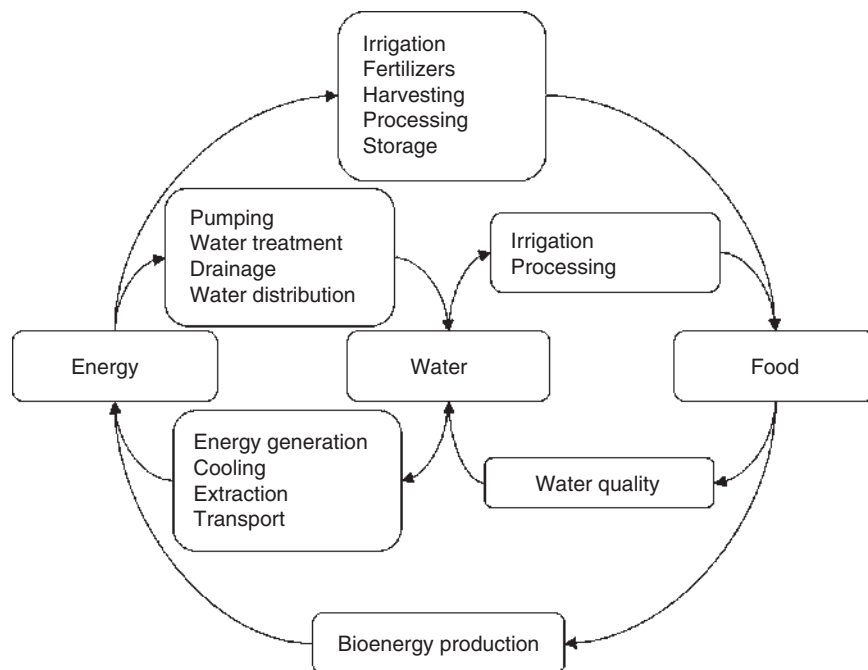 Irrigation
Fertilizers
Harvesting
Processing
Storage
Pumping
Water treatment
Drainage
Water distribution
Irrigation
Processing
Energy
Water
Food
Energy generation
Cooling
Extraction
Transport
Water quality
Bioenergy production